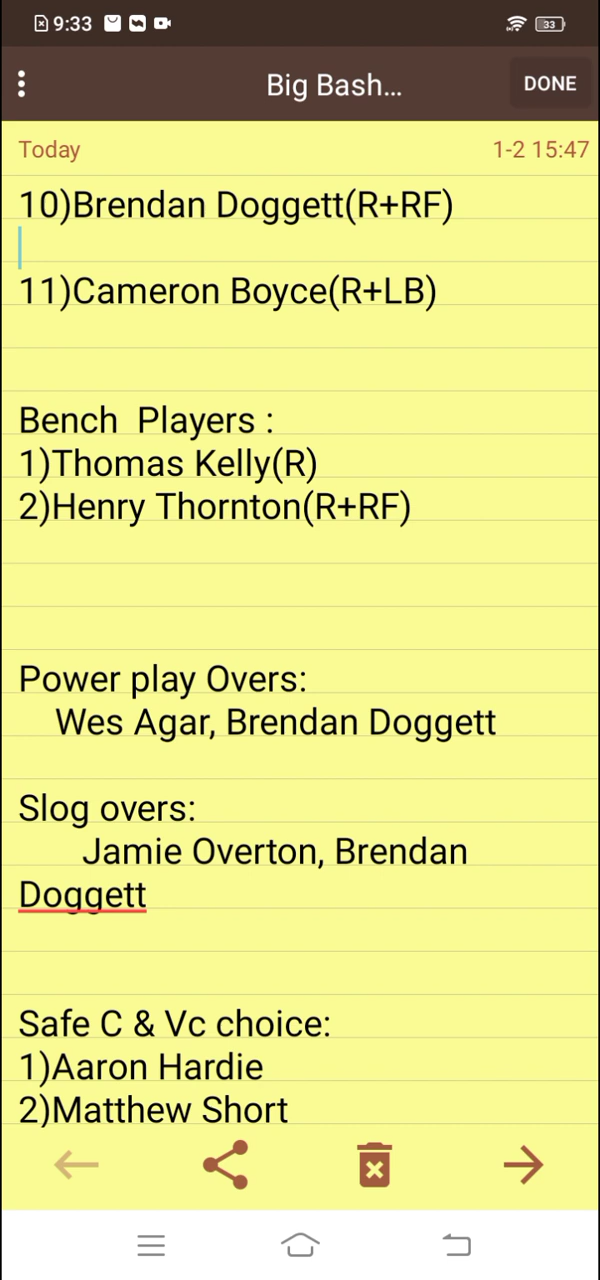 9:33
33
Big Bash...
DONE
Today
1-2 15:47
10)Brendan Doggett(R+RF)
11)Cameron Boyce(R+LB)
Bench  Players :
1)Thomas Kelly(R)
2)Henry Thornton(R+RF)
Power play Overs:
Wes Agar, Brendan Doggett
Slog overs:
Jamie Overton, Brendan
Doggett
Safe C & Vc choice:
1)Aaron Hardie
2)Matthew Short